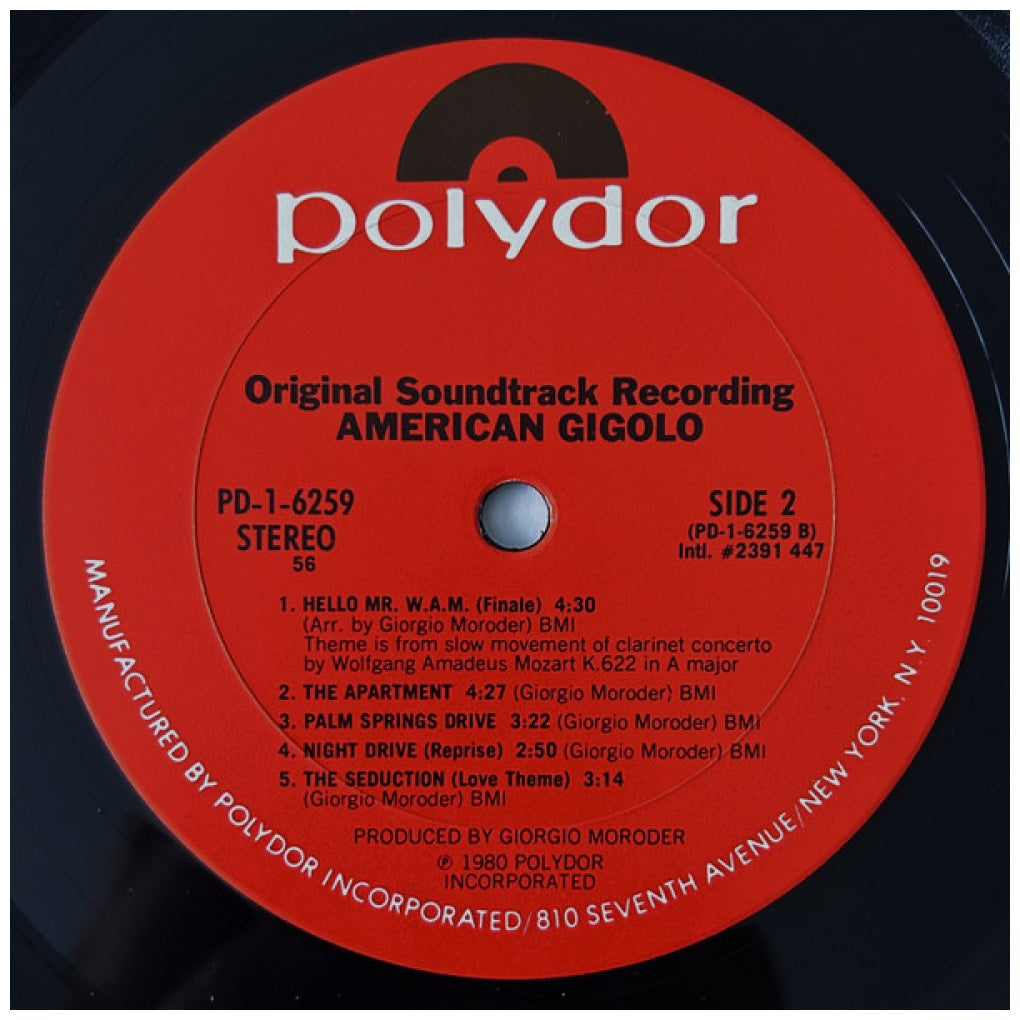 polydor
Original Soundtrack Recording
AMERICAN GIGOLO
PD-1-6259
STEREO
56
SIDE 2
(PD-1-6259 B)
Intl. #2391 447
1. HELLO MR. W.A.M. (Finale) 4:30
(Arr. by Giorgio Moroder) BMI
Theme is from slow movement of clarinet concerto
by Wolfgang Amadeus Mozart K.622 in A major
2. THE APARTMENT 4:27 (Giorgio Moroder) BMI
3. PALM SPRINGS DRIVE 3:22 (Giorgio Moroder) BMI
4. NIGHT DRIVE (Reprise) 2:50 (Giorgio Moroder) BMI
5. THE SEDUCTION (Love Theme) 3:14
(Giorgio Moroder) BMI
PRODUCED BY GIORGIO MORODER
℗ 1980 POLYDOR
INCORPORATED
MANUFACTURED BY POLYDOR INCORPORATED/810 SEVENTH AVENUE/NEW YORK, N.Y. 10019